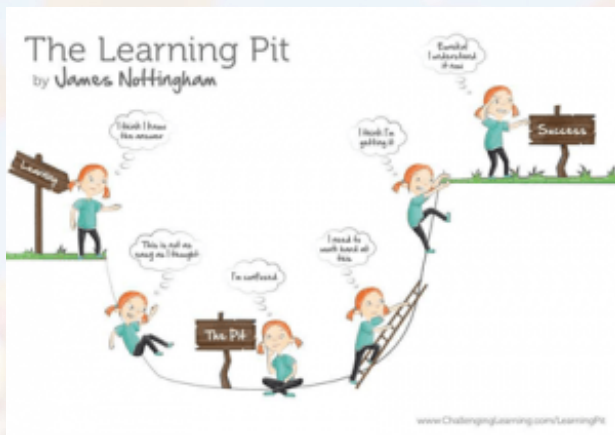 The Learning Pit
by James Nottingham
Eureka!
I understand
it now
I think I know
the answer
I think I'm
getting it
Success
Learning
This is not as
easy as I thought
I'm confused
I need to
work hard at
this
The Pit
www.ChallengingLearning.com/LearningPit